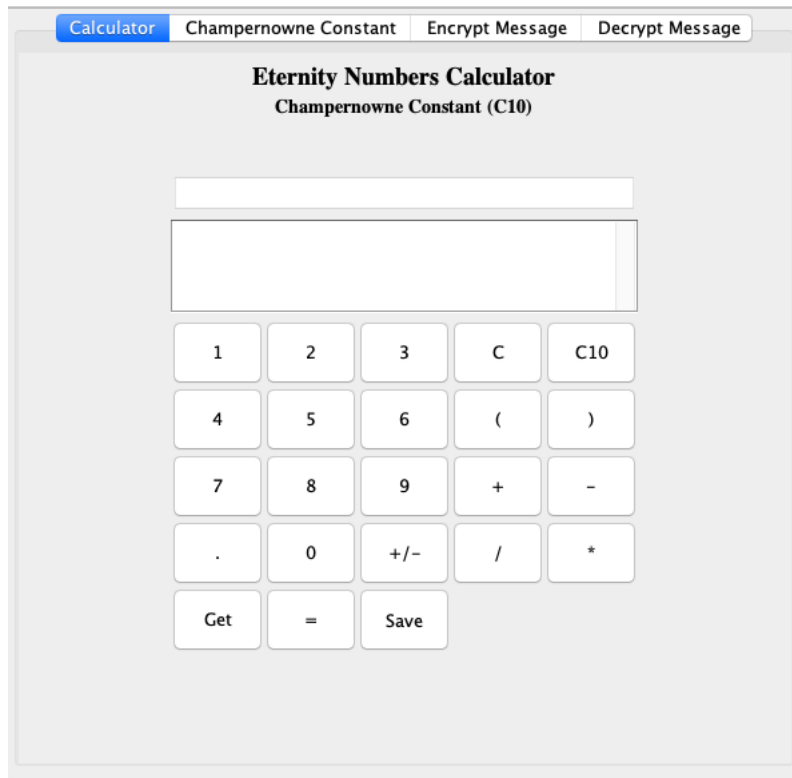 Calculator Champernowne Constant Encrypt Message Decrypt Message
Eternity Numbers Calculator
Champernowne Constant (C10)
1 2 3 C C10
4 5 6 ( )
7 8 9 + -
. 0 +/- / *
Get = Save